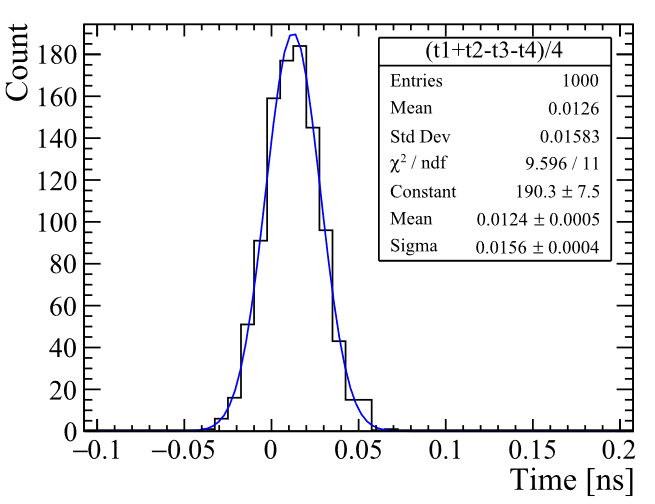 Count
180
160
140
120
100
80
60
40
20
0
(t1+t2-t3-t4)/4
Entries 1000
Mean 0.0126
Std Dev 0.01583
χ² / ndf 9.596 / 11
Constant 190.3 ± 7.5
Mean 0.0124 ± 0.0005
Sigma 0.0156 ± 0.0004
−0.1 −0.05 0 0.05 0.1 0.15 0.2
Time [ns]